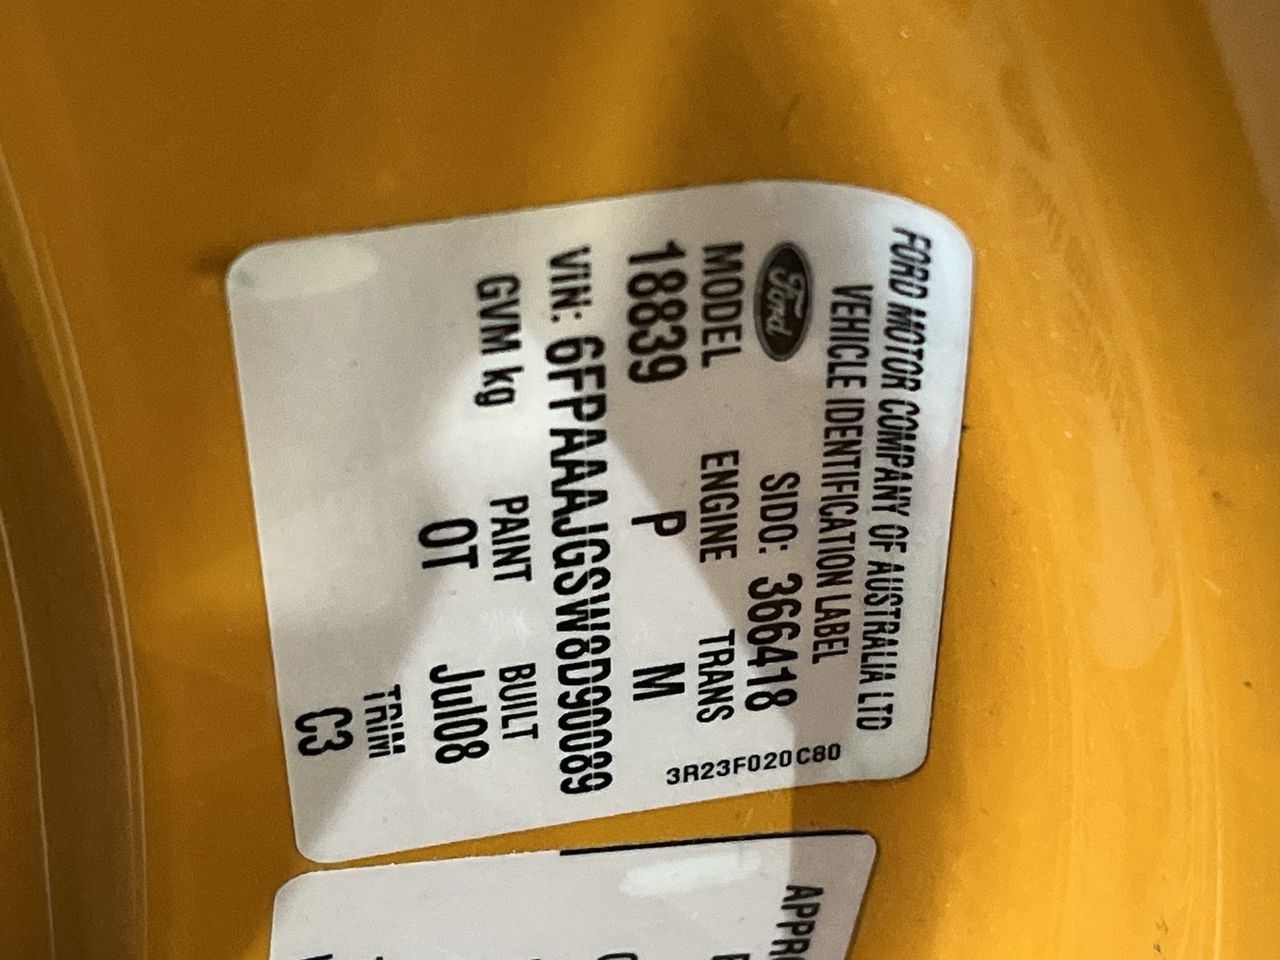 FORD MOTOR COMPANY OF AUSTRALIA LTD
VEHICLE IDENTIFICATION LABEL
Ford SIDO: 366418
MODEL ENGINE TRANS
18839 P M
VIN: 6FPAAAJGSW8D90089
GVM kg PAINT BUILT
OT Jul08
TRIM
C3
3R23F020C80
APPRO